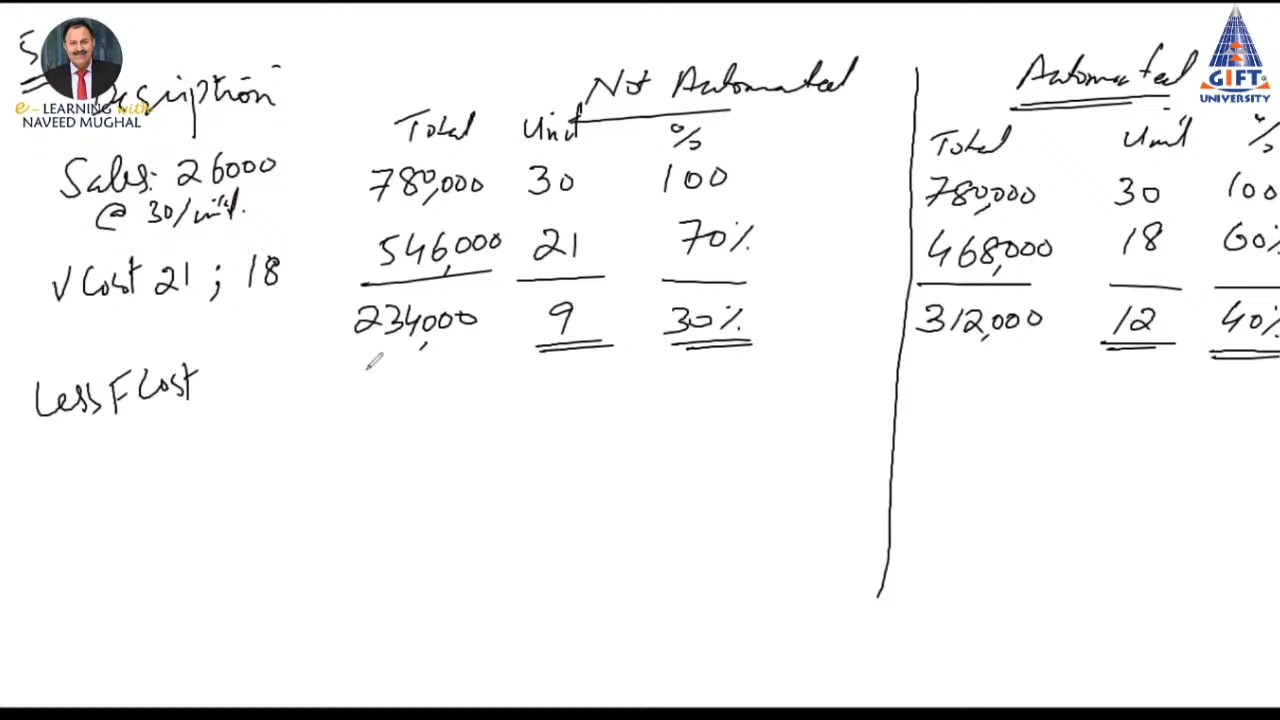 Description
Not Automated
Automated
Total Unit % Total Unit %
Sales: 26000 780,000 30 100 780,000 30 100
@ 30/unit.
546,000 21 70% 468,000 18 60%
V Cost 21 ; 18
234,000 9 30% 312,000 12 40%
Less F Cost
e- LEARNING with
NAVEED MUGHAL
GIFT
UNIVERSITY